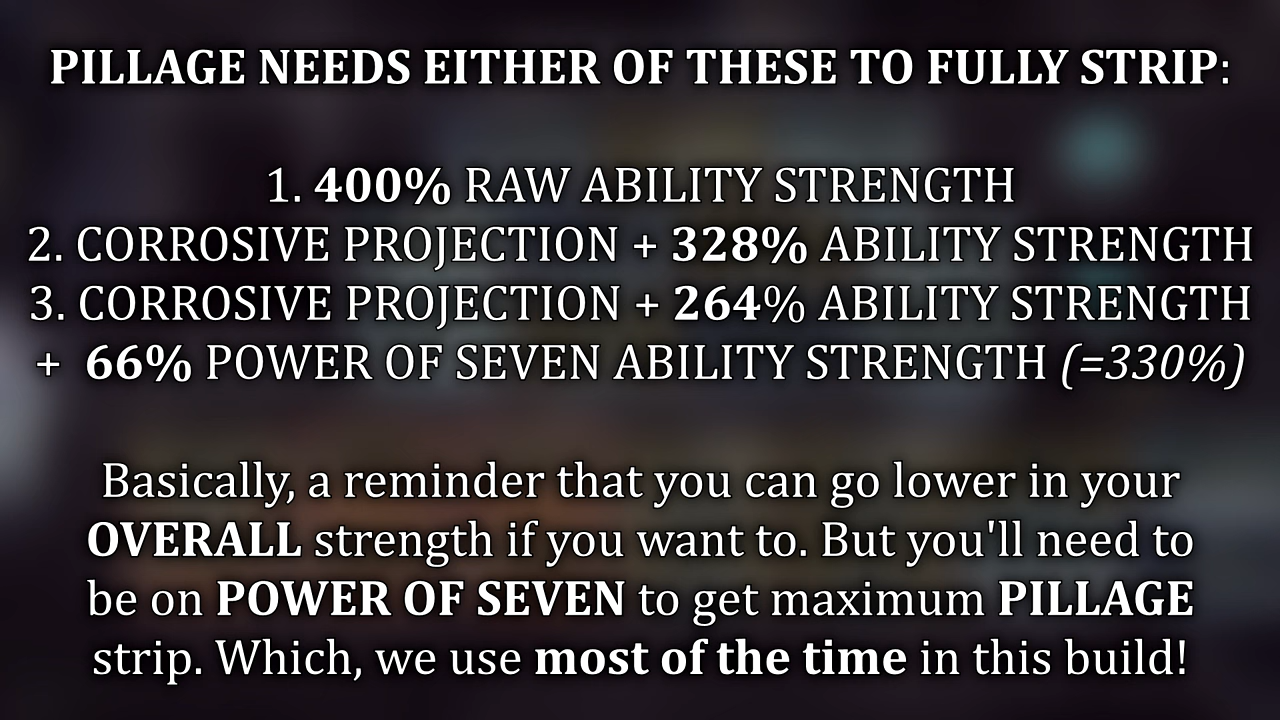 PILLAGE NEEDS EITHER OF THESE TO FULLY STRIP:
1. 400% RAW ABILITY STRENGTH
2. CORROSIVE PROJECTION + 328% ABILITY STRENGTH
3. CORROSIVE PROJECTION + 264% ABILITY STRENGTH
+ 66% POWER OF SEVEN ABILITY STRENGTH (=330%)
Basically, a reminder that you can go lower in your
OVERALL strength if you want to. But you'll need to
be on POWER OF SEVEN to get maximum PILLAGE
strip. Which, we use most of the time in this build!